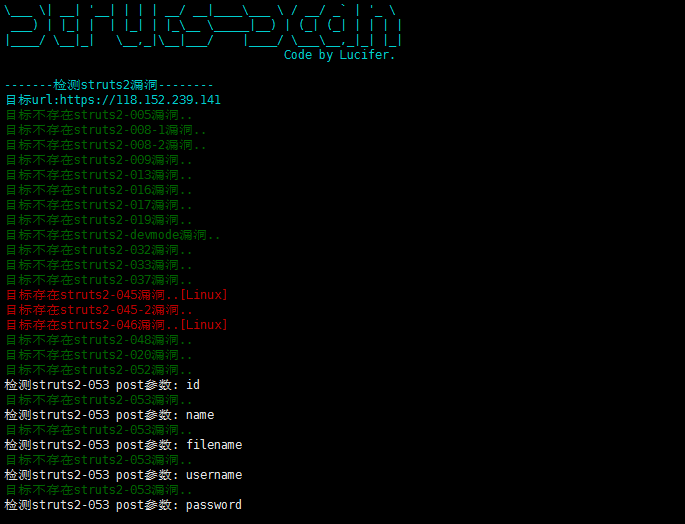 Code by Lucifer.
-------检测struts2漏洞--------
目标url:https://118.152.239.141
目标不存在struts2-005漏洞..
目标不存在struts2-008-1漏洞..
目标不存在struts2-008-2漏洞..
目标不存在struts2-009漏洞..
目标不存在struts2-013漏洞..
目标不存在struts2-016漏洞..
目标不存在struts2-017漏洞..
目标不存在struts2-019漏洞..
目标不存在struts2-devmode漏洞..
目标不存在struts2-032漏洞..
目标不存在struts2-033漏洞..
目标不存在struts2-037漏洞..
目标存在struts2-045漏洞..[Linux]
目标存在struts2-045-2漏洞..
目标存在struts2-046漏洞..[Linux]
目标不存在struts2-048漏洞..
目标不存在struts2-020漏洞..
目标不存在struts2-052漏洞..
检测struts2-053 post参数: id
目标不存在struts2-053漏洞..
检测struts2-053 post参数: name
目标不存在struts2-053漏洞..
检测struts2-053 post参数: filename
目标不存在struts2-053漏洞..
检测struts2-053 post参数: username
目标不存在struts2-053漏洞..
检测struts2-053 post参数: password